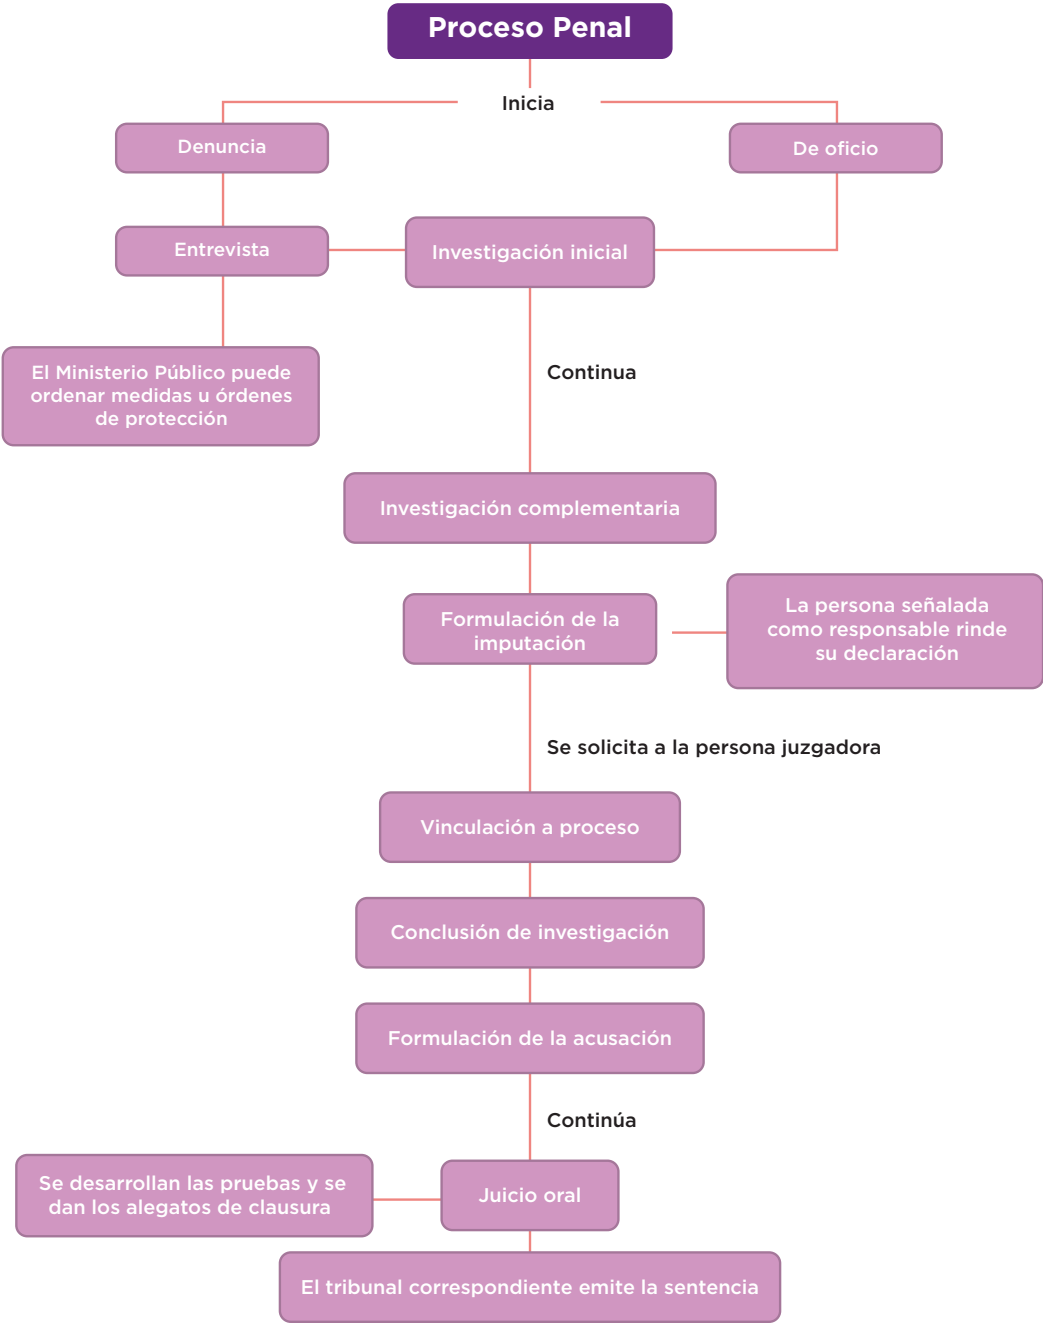 Proceso Penal
Inicia
Denuncia
De oficio
Entrevista
Investigación inicial
El Ministerio Público puede
ordenar medidas u órdenes
de protección
Continua
Investigación complementaria
Formulación de la
imputación
La persona señalada
como responsable rinde
su declaración
Se solicita a la persona juzgadora
Vinculación a proceso
Conclusión de investigación
Formulación de la acusación
Continúa
Se desarrollan las pruebas y se
dan los alegatos de clausura
Juicio oral
El tribunal correspondiente emite la sentencia